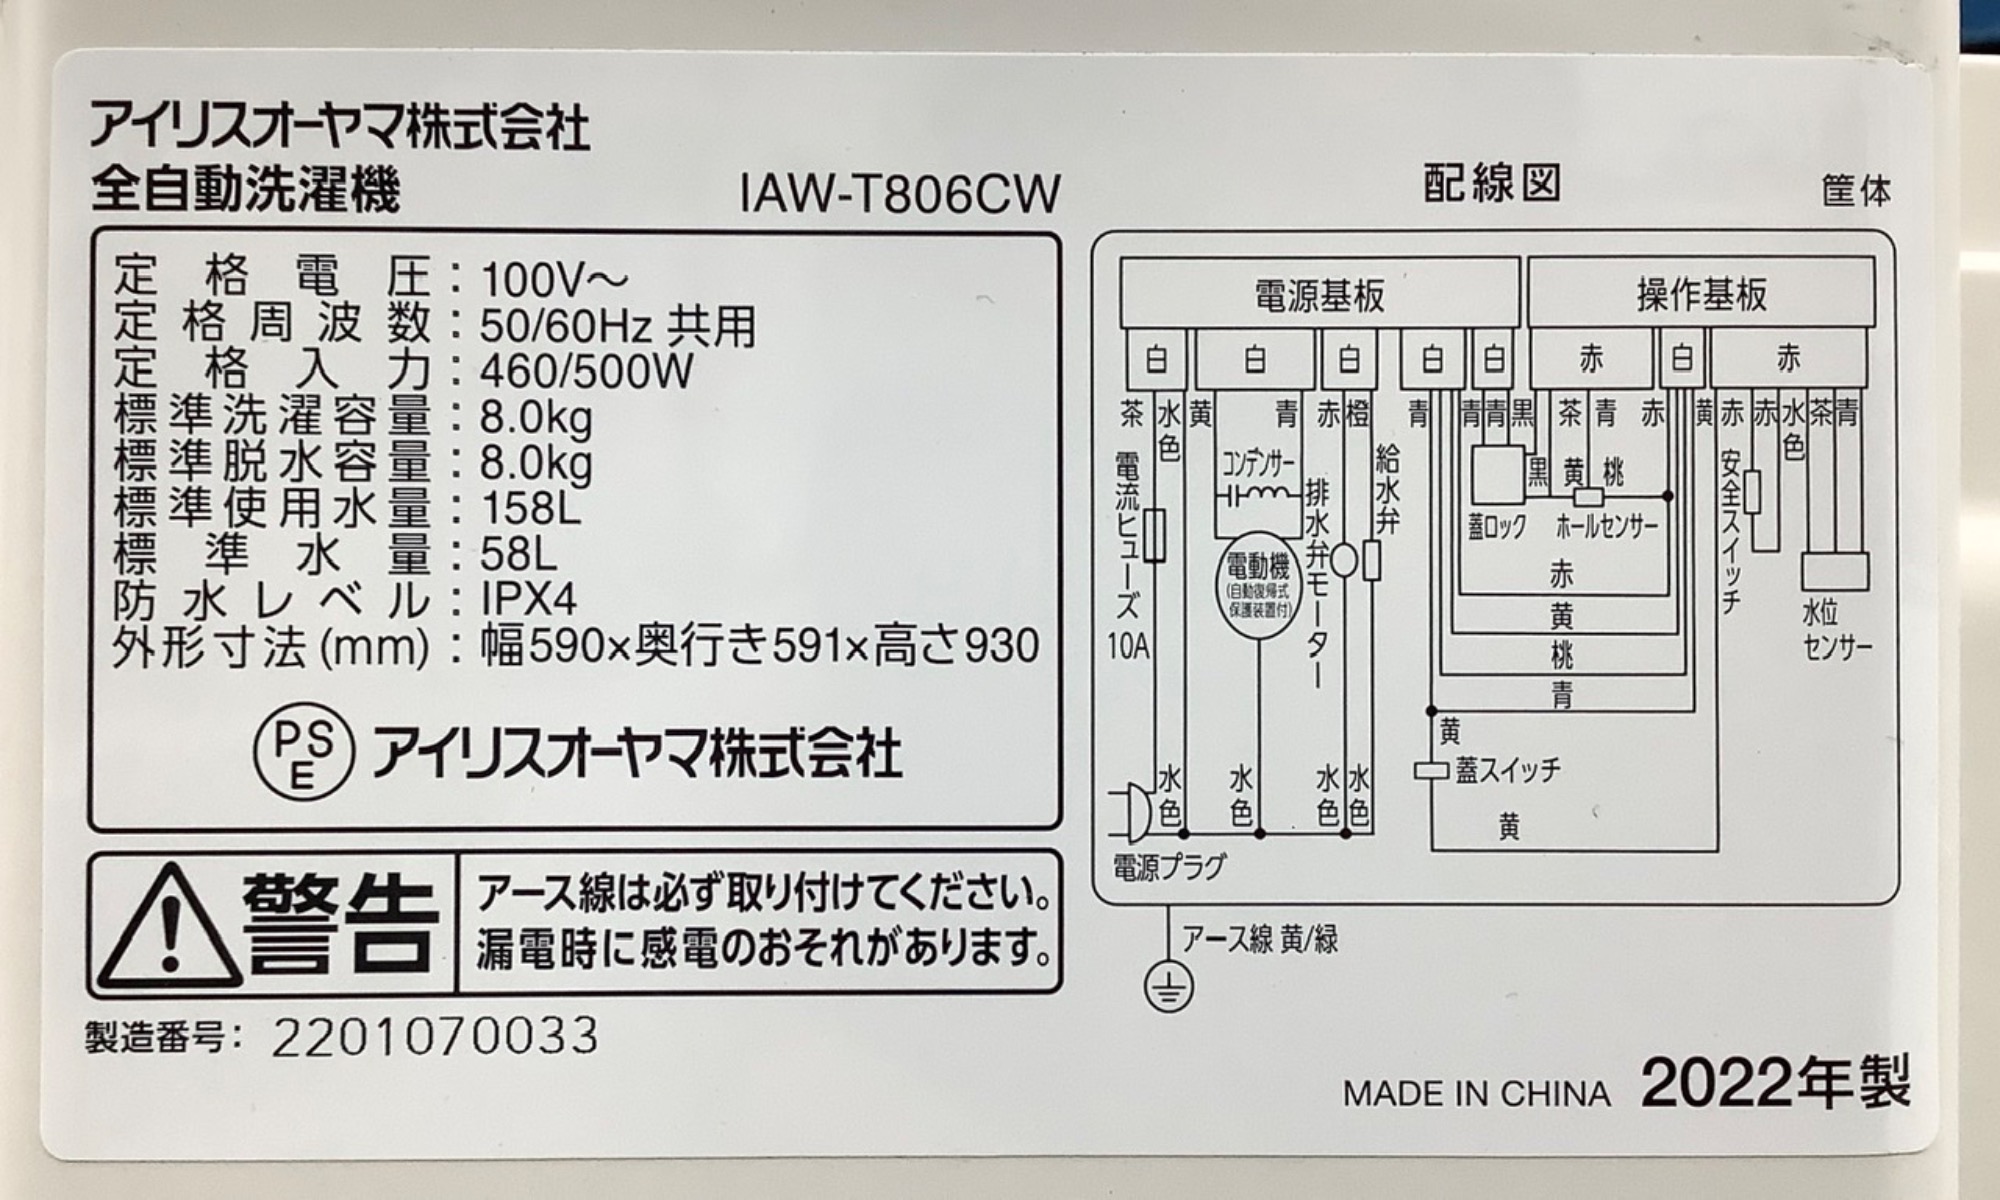 アイリスオーヤマ株式会社
全自動洗濯機 IAW-T806CW
定格電圧：100V〜
定格周波数：50/60Hz 共用
定格入力：460/500W
標準洗濯容量：8.0kg
標準脱水容量：8.0kg
標準使用水量：158L
標準水量：58L
防水レベル：IPX4
外形寸法(mm)：幅590×奥行き591×高さ930
PS
E
アイリスオーヤマ株式会社
警告
アース線は必ず取り付けてください。
漏電時に感電のおそれがあります。
製造番号：2201070033
配線図 筐体
電源基板 操作基板
白 白 白 白 白 赤 白 赤
茶 水色 黄 青 赤 橙 青 青 青 黒 茶 青 赤 黄 赤 赤 水色 茶 青
電流ヒューズ
10A
コンデンサー
電動機
(自動復帰式
保護装置付)
排水弁モーター
給水弁
黒 黄 桃
蓋ロック
ホールセンサー
安全スイッチ
水位
センサー
赤
黄
桃
青
黄
蓋スイッチ
黄
水色 水色 水色 水色
電源プラグ
アース線 黄/緑
MADE IN CHINA 2022年製